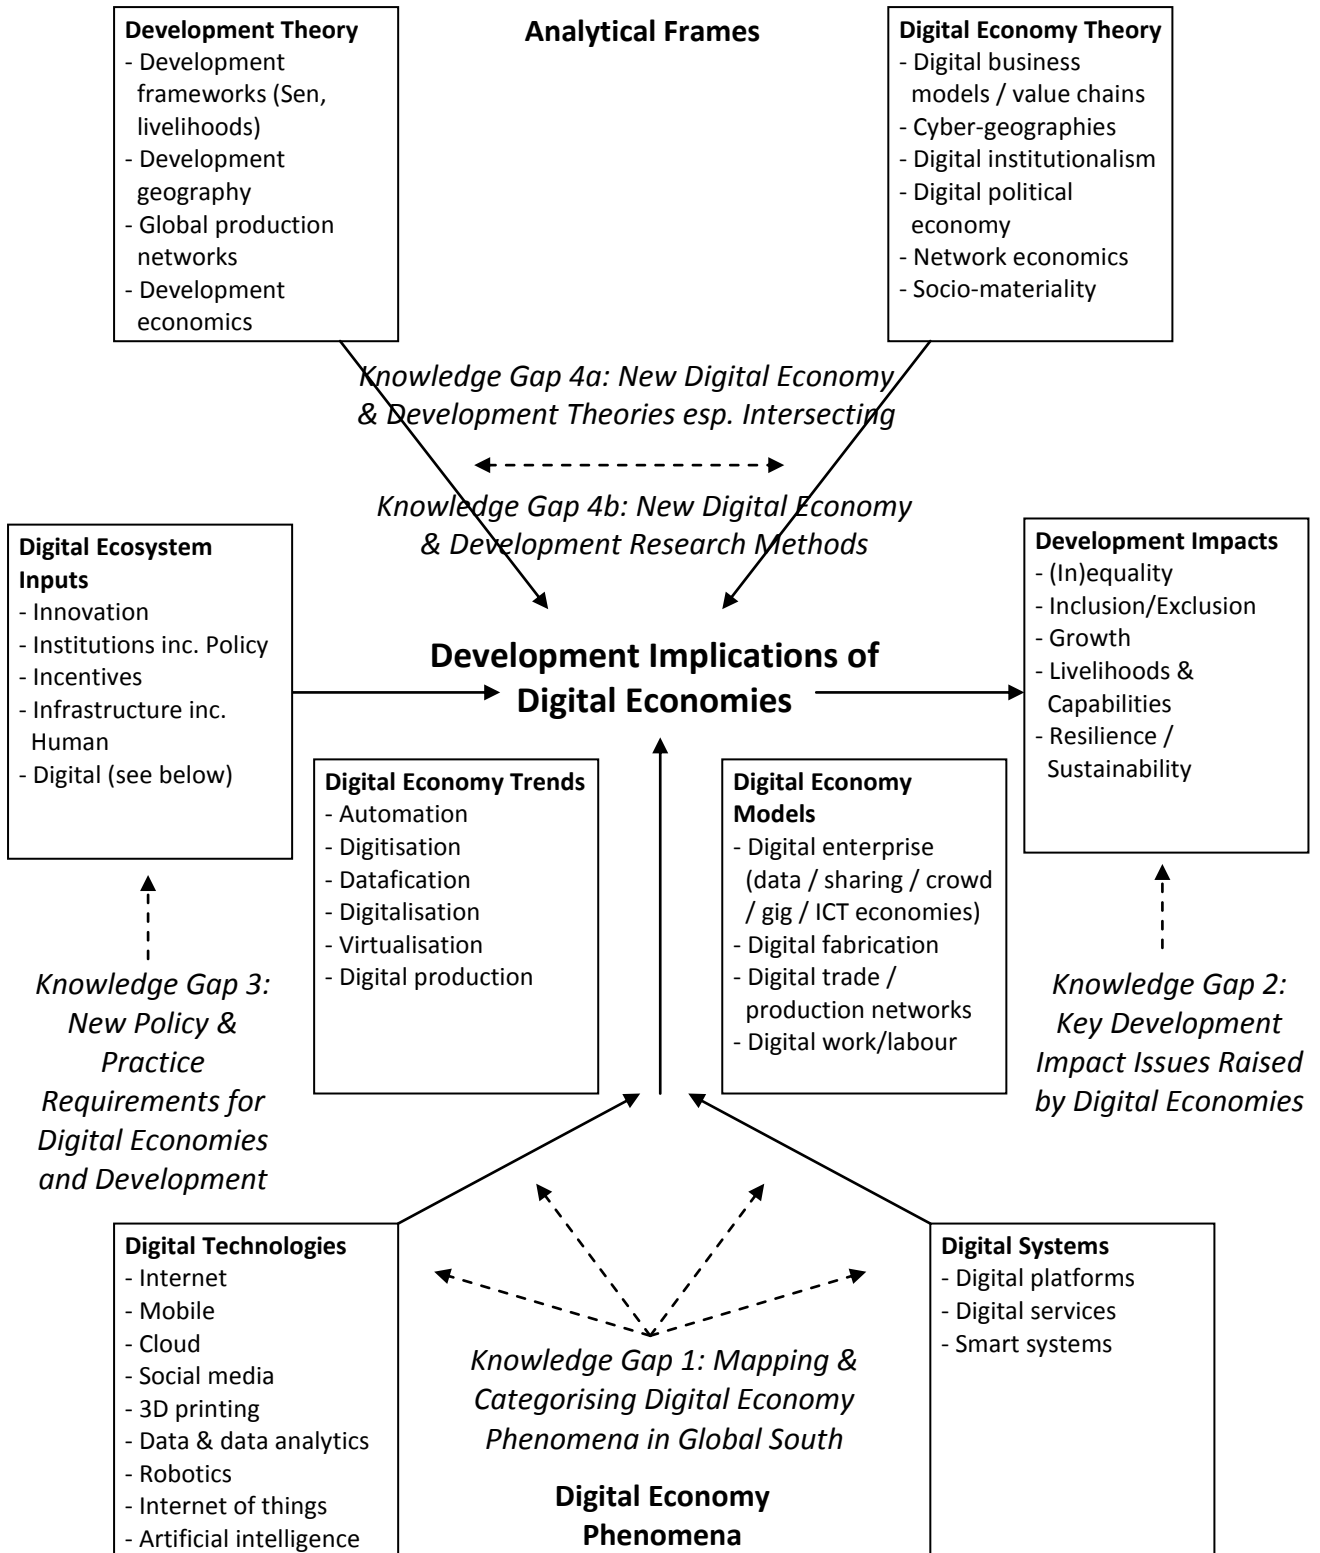 Development Theory
- Development
frameworks (Sen,
livelihoods)
- Development
geography
- Global production
networks
- Development
economics
Analytical Frames
Digital Economy Theory
- Digital business
models / value chains
- Cyber-geographies
- Digital institutionalism
- Digital political
economy
- Network economics
- Socio-materiality
Knowledge Gap 4a: New Digital Economy
& Development Theories esp. Intersecting
Knowledge Gap 4b: New Digital Economy
& Development Research Methods
Digital Ecosystem
Inputs
- Innovation
- Institutions inc. Policy
- Incentives
- Infrastructure inc.
Human
- Digital (see below)
Development Implications of
Digital Economies
Development Impacts
- (In)equality
- Inclusion/Exclusion
- Growth
- Livelihoods &
Capabilities
- Resilience /
Sustainability
Digital Economy Trends
- Automation
- Digitisation
- Datafication
- Digitalisation
- Virtualisation
- Digital production
Digital Economy
Models
- Digital enterprise
(data / sharing / crowd
/ gig / ICT economies)
- Digital fabrication
- Digital trade /
production networks
- Digital work/labour
Knowledge Gap 3:
New Policy &
Practice
Requirements for
Digital Economies
and Development
Knowledge Gap 2:
Key Development
Impact Issues Raised
by Digital Economies
Digital Technologies
- Internet
- Mobile
- Cloud
- Social media
- 3D printing
- Data & data analytics
- Robotics
- Internet of things
- Artificial intelligence
Knowledge Gap 1: Mapping &
Categorising Digital Economy
Phenomena in Global South
Digital Economy
Phenomena
Digital Systems
- Digital platforms
- Digital services
- Smart systems